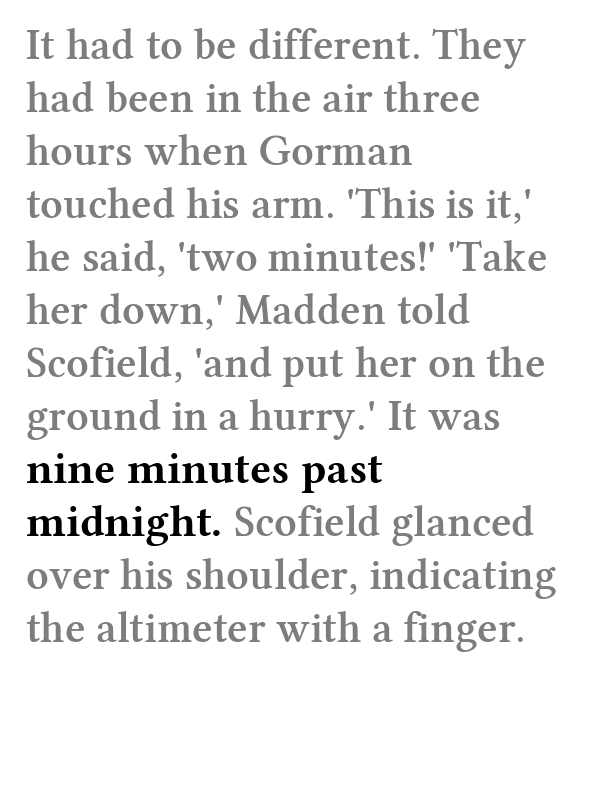 It had to be different. They
had been in the air three
hours when Gorman
touched his arm. 'This is it,'
he said, 'two minutes!' 'Take
her down,' Madden told
Scofield, 'and put her on the
ground in a hurry.' It was
nine minutes past
midnight. Scofield glanced
over his shoulder, indicating
the altimeter with a finger.